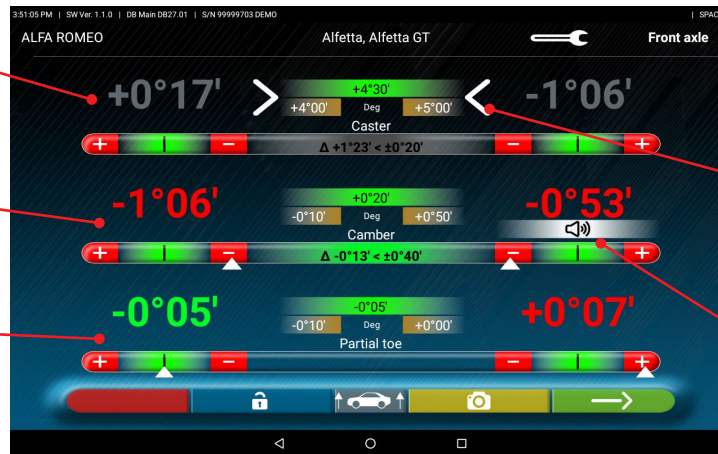 3:51:05 PM | SW Ver. 1.1.0 | DB Main DB27.01 | S/N 99999703 DEMO | SPAC
ALFA ROMEO Alfetta, Alfetta GT Front axle
+0°17' +4°30' -1°06'
+4°00' Deg +5°00'
Caster
+ − Δ +1°23' < ±0°20' − +
-1°06' +0°20' -0°53'
-0°10' Deg +0°50'
Camber
+ − Δ -0°13' < ±0°40' − +
-0°05' -0°05' +0°07'
-0°10' Deg +0°00'
Partial toe
+ − − +